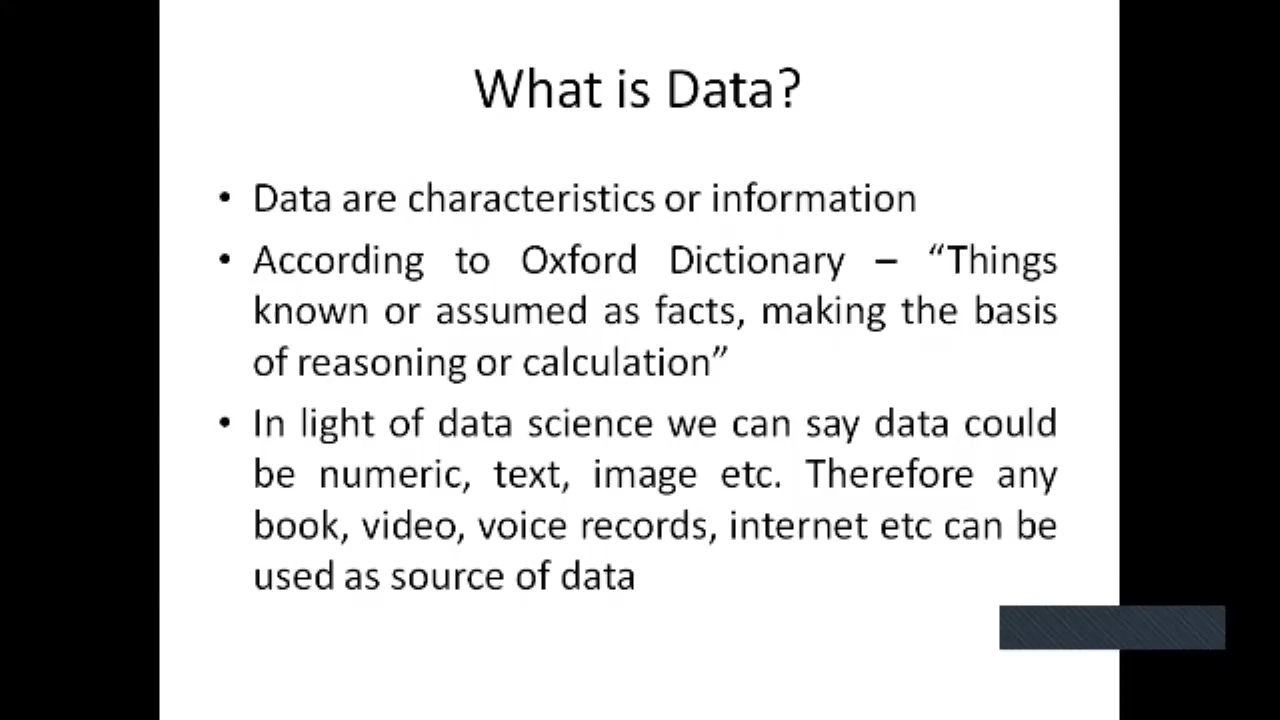 What is Data?
• Data are characteristics or information
• According to Oxford Dictionary – “Things
known or assumed as facts, making the basis
of reasoning or calculation”
• In light of data science we can say data could
be numeric, text, image etc. Therefore any
book, video, voice records, internet etc can be
used as source of data